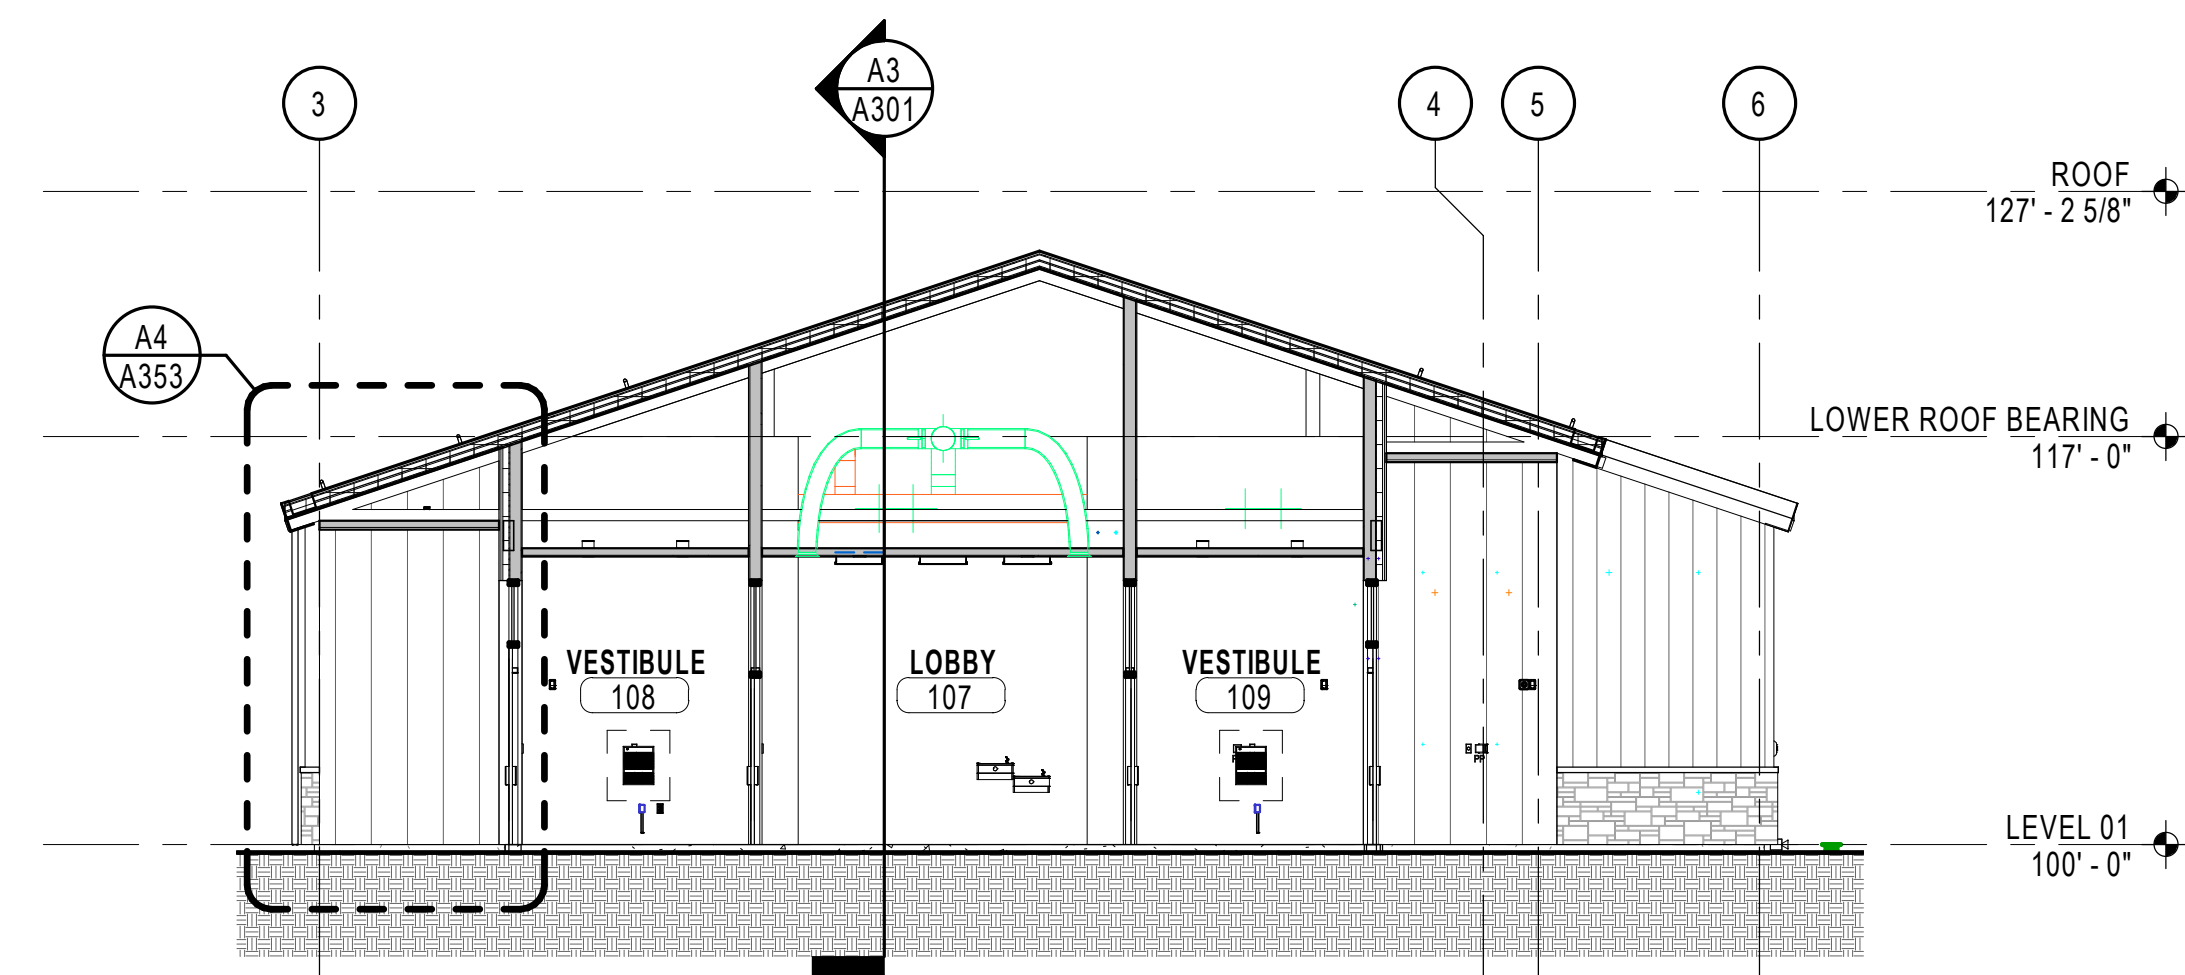 A3
A301
3
4
5
6
ROOF
127' - 2 5/8"
A4
A353
LOWER ROOF BEARING
117' - 0"
VESTIBULE
108
LOBBY
107
VESTIBULE
109
PP
LEVEL 01
100' - 0"